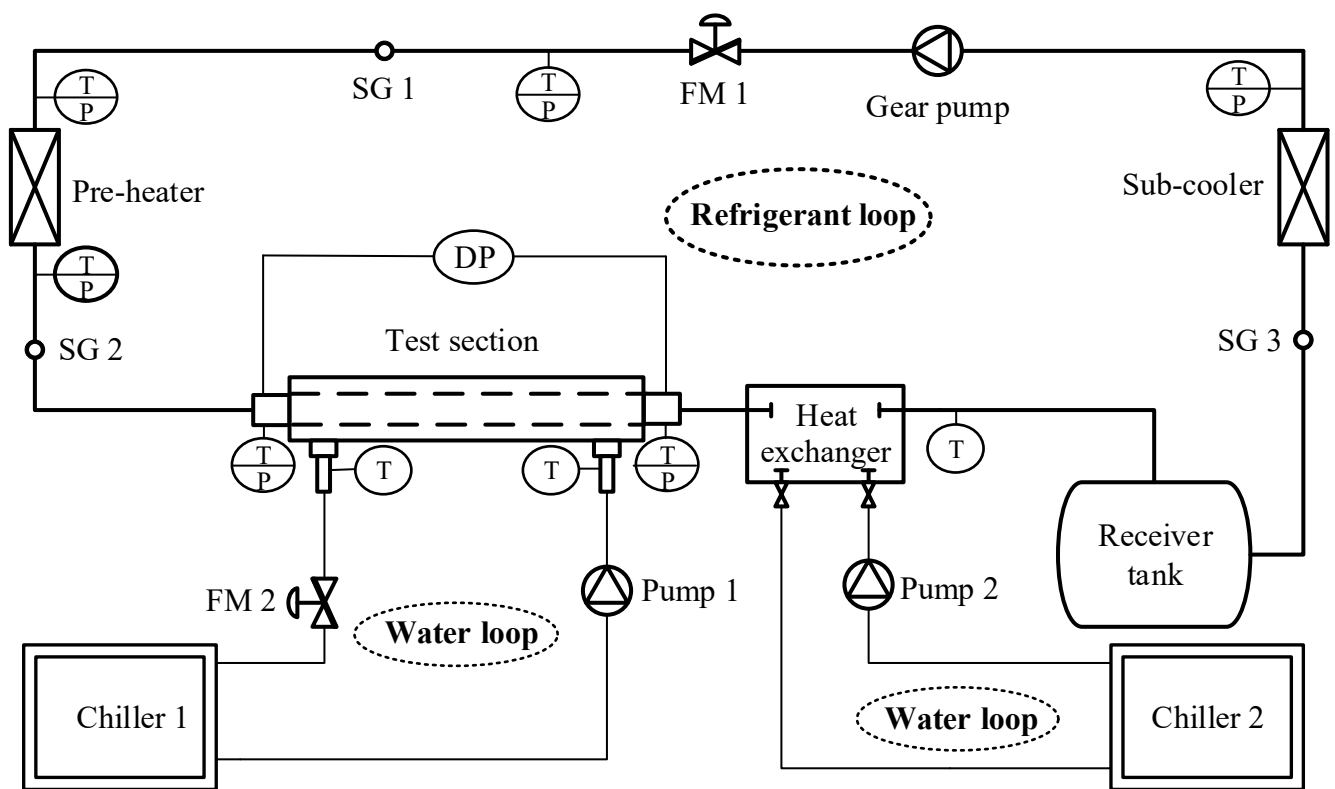 SG 1
T
P
FM 1
Gear pump
T
P
T
P
Pre-heater
Sub-cooler
Refrigerant loop
T
P
DP
SG 2
Test section
SG 3
Heat
exchanger
T
T
P
T
T
T
P
Receiver
tank
FM 2
Pump 1
Pump 2
Water loop
Chiller 1
Water loop
Chiller 2